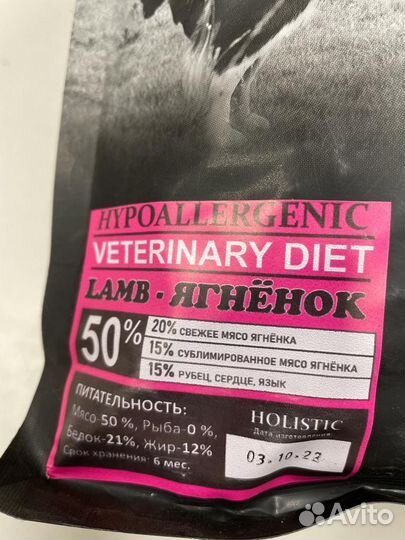 HYPOALLERGENIC
VETERINARY DIET
LAMB · ЯГНЁНОК
50%
20% СВЕЖЕЕ МЯСО ЯГНЁНКА
15% СУБЛИМИРОВАННОЕ МЯСО ЯГНЁНКА
15% РУБЕЦ, СЕРДЦЕ, ЯЗЫК
ПИТАТЕЛЬНОСТЬ:
Мясо-50 %, Рыба-0 %,
Белок-21%, Жир-12%
Срок хранения: 6 мес.
HOLISTIC
Дата изготовления
03.10.23
Avito